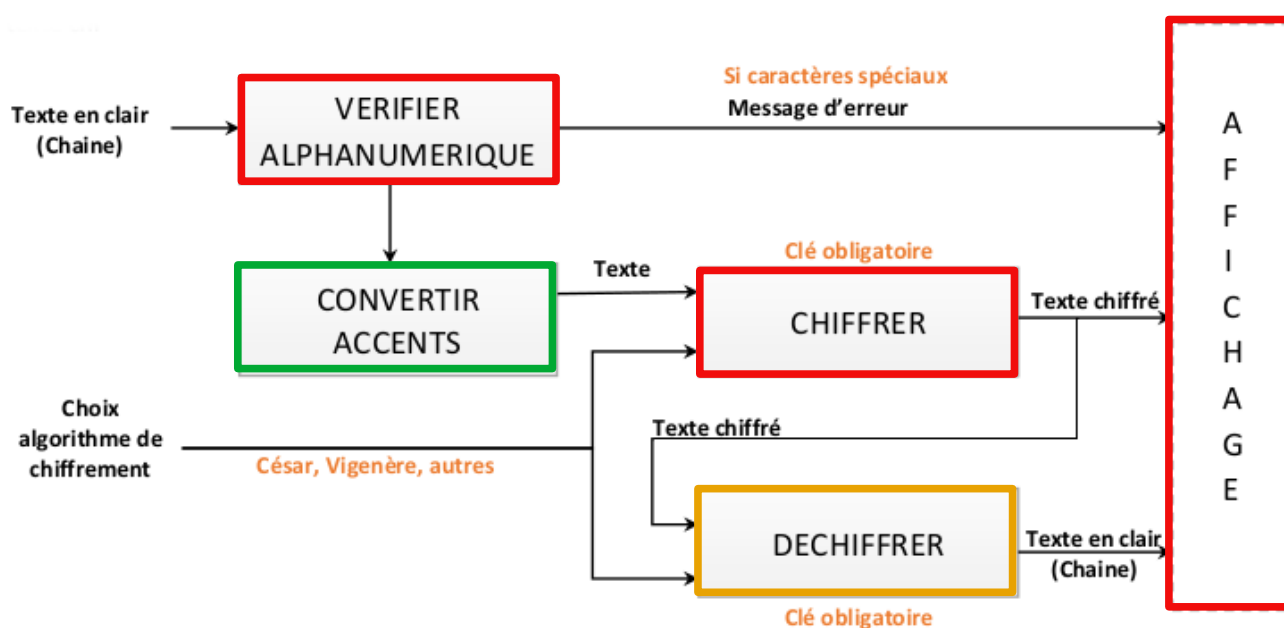 Si caractères spéciaux
Texte en clair
(Chaine)
VERIFIER
ALPHANUMERIQUE
Message d'erreur
Clé obligatoire
Texte
CONVERTIR
ACCENTS
CHIFFRER
Texte chiffré
Choix
algorithme de
chiffrement
César, Vigenère, autres
Texte chiffré
DECHIFFRER
Texte en clair
(Chaine)
Clé obligatoire
A
F
F
I
C
H
A
G
E